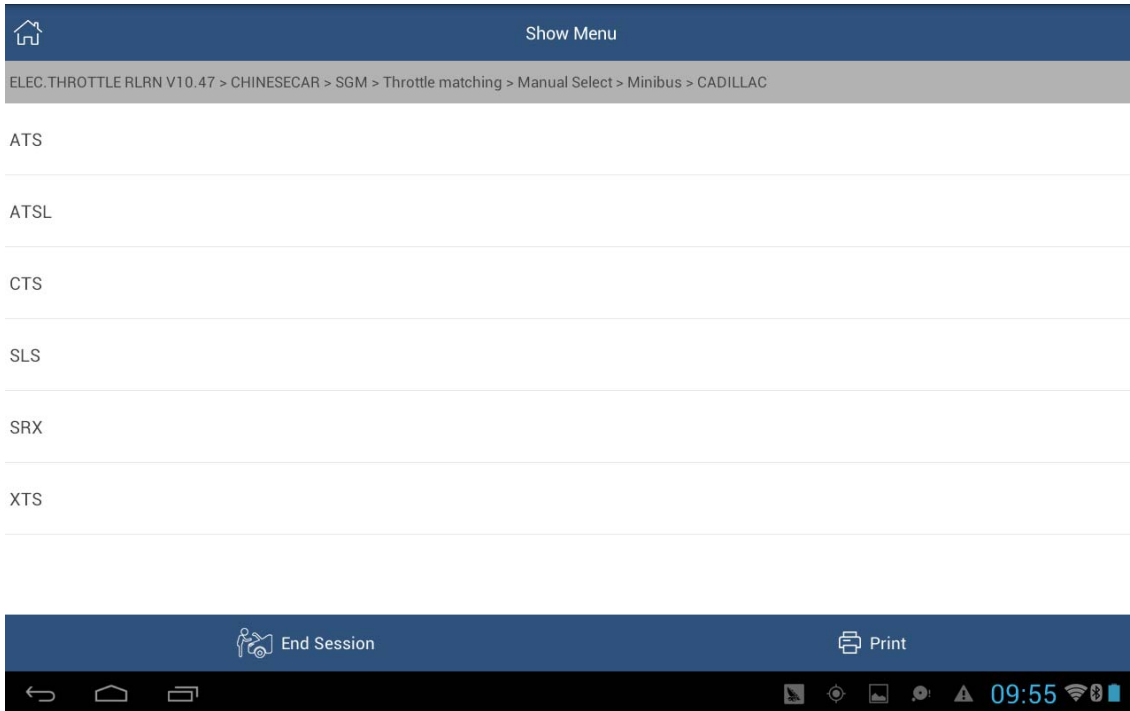 Show Menu
ELEC.THROTTLE RLRN V10.47 > CHINESECAR > SGM > Throttle matching > Manual Select > Minibus > CADILLAC
ATS
ATSL
CTS
SLS
SRX
XTS
End Session
Print
09:55